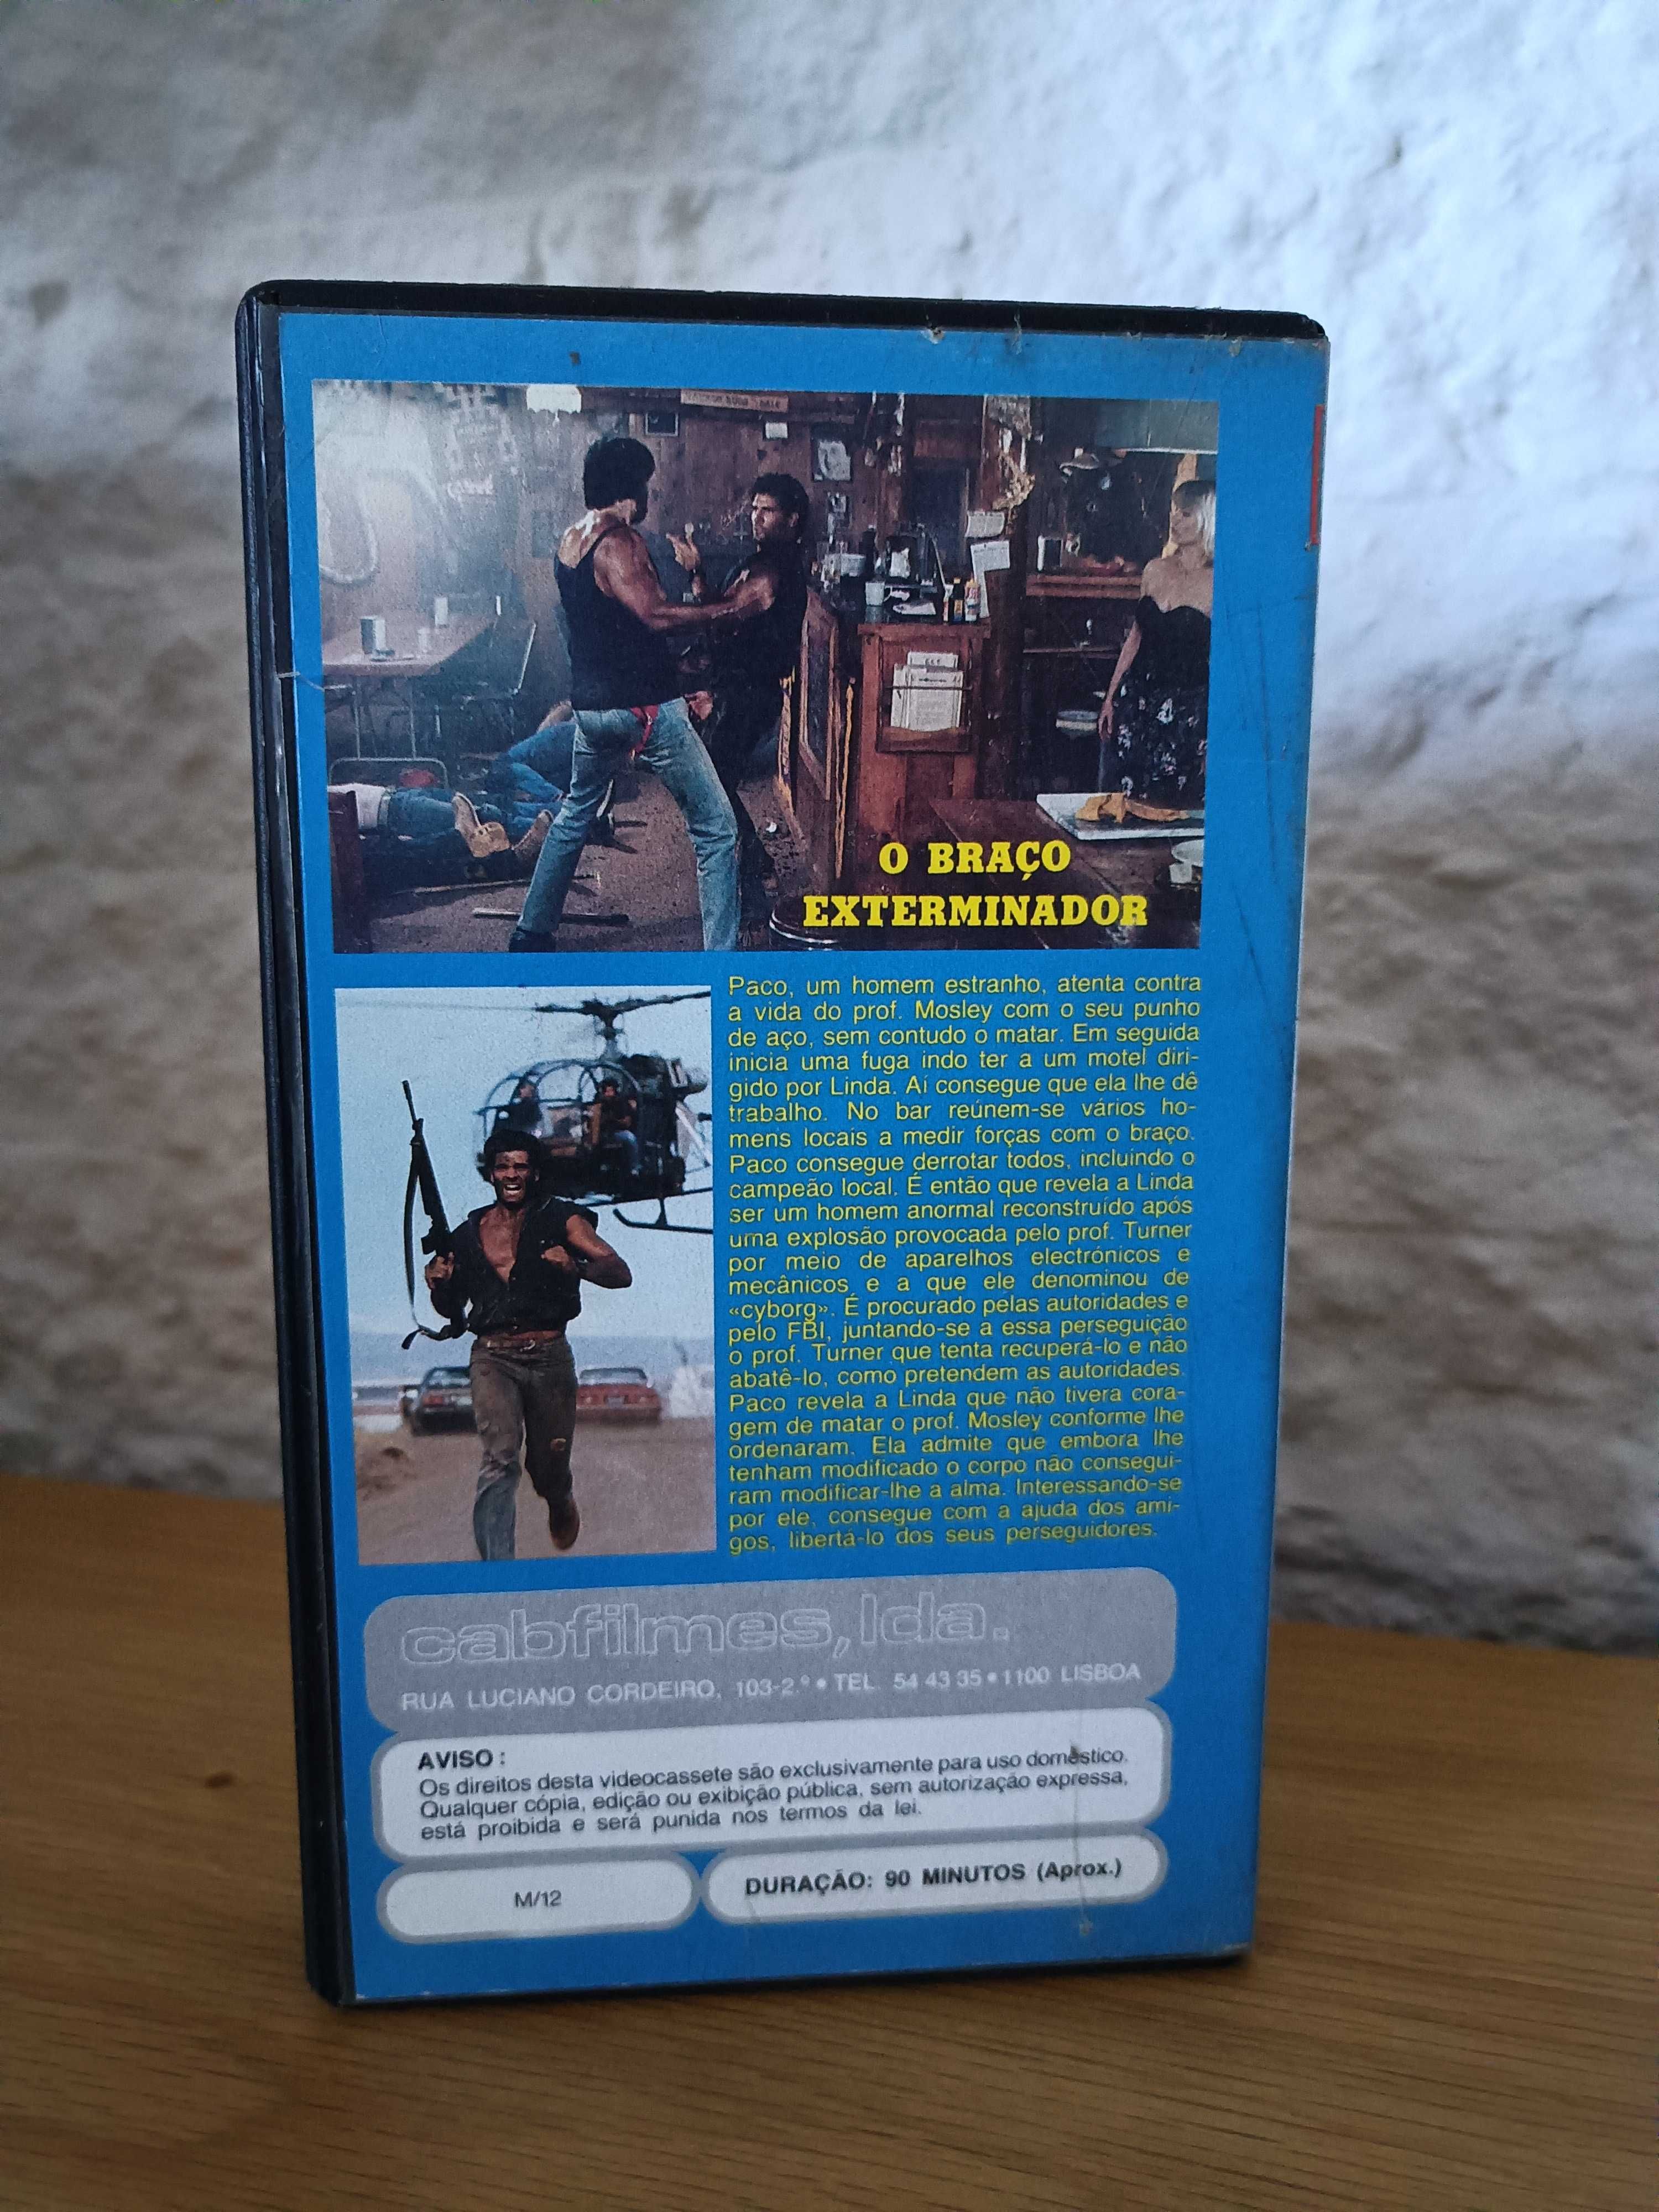 O BRAÇO
EXTERMINADOR
Paco, um homem estranho, atenta contra
a vida do prof. Mosley com o seu punho
de aço, sem contudo o matar. Em seguida
inicia uma fuga indo ter a um motel diri-
gido por Linda. Aí consegue que ela lhe dê
trabalho. No bar reúnem-se vários ho-
mens locais a medir forças com o braço.
Paco consegue derrotar todos, incluindo o
campeão local. É então que revela a Linda
ser um homem anormal reconstruído após
uma explosão provocada pelo prof. Turner
por meio de aparelhos electrónicos e
mecânicos e a que ele denominou de
«cyborg». É procurado pelas autoridades e
pelo FBI, juntando-se a essa perseguição
o prof. Turner que tenta recuperá-lo e não
abatê-lo, como pretendem as autoridades.
Paco revela a Linda que não tivera cora-
gem de matar o prof. Mosley conforme lhe
ordenaram. Ela admite que embora lhe
tenham modificado o corpo não consegui-
ram modificar-lhe a alma. Interessando-se
por ele, consegue com a ajuda dos ami-
gos, libertá-lo dos seus perseguidores.
cabfilmes, lda.
RUA LUCIANO CORDEIRO, 103-2.º • TEL. 54 43 35 • 1100 LISBOA
AVISO:
Os direitos desta videocassete são exclusivamente para uso doméstico.
Qualquer cópia, edição ou exibição pública, sem autorização expressa,
está proibida e será punida nos termos da lei.
M/12
DURAÇÃO: 90 MINUTOS (Aprox.)